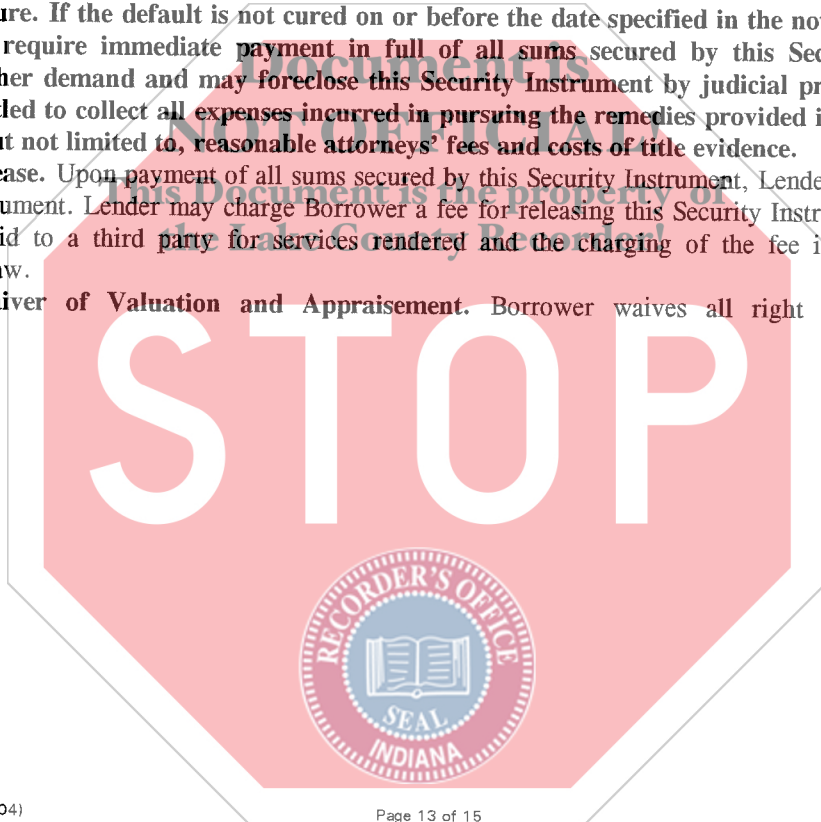 ure. If the default is not cured on or before the date specified in the no
require immediate payment in full of all sums secured by this Sec
her demand and may foreclose this Security Instrument by judicial pr
led to collect all expenses incurred in pursuing the remedies provided i
ut not limited to, reasonable attorneys' fees and costs of title evidence.
ease. Upon payment of all sums secured by this Security Instrument, Lende
ument. Lender may charge Borrower a fee for releasing this Security Instr
id to a third party for services rendered and the charging of the fee i
aw.
iver of Valuation and Appraisement. Borrower waives all right
Document is
NOT OFFICIAL!
This Document is the property of
the Lake County Recorder!
STOP
RECORDER'S OFFICE
SEAL
INDIANA
04)
Page 13 of 15